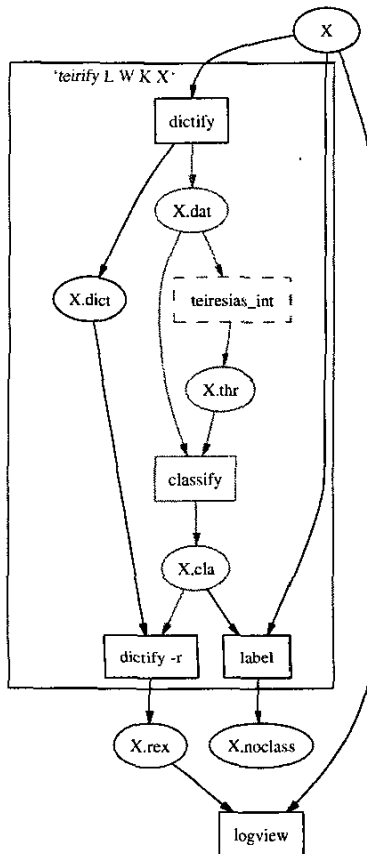 X
'teirify L W K X'
dictify
X.dat
X.dict
teiresias_int
X.thr
classify
X.cla
dictify -r
label
X.rex
X.noclass
logview